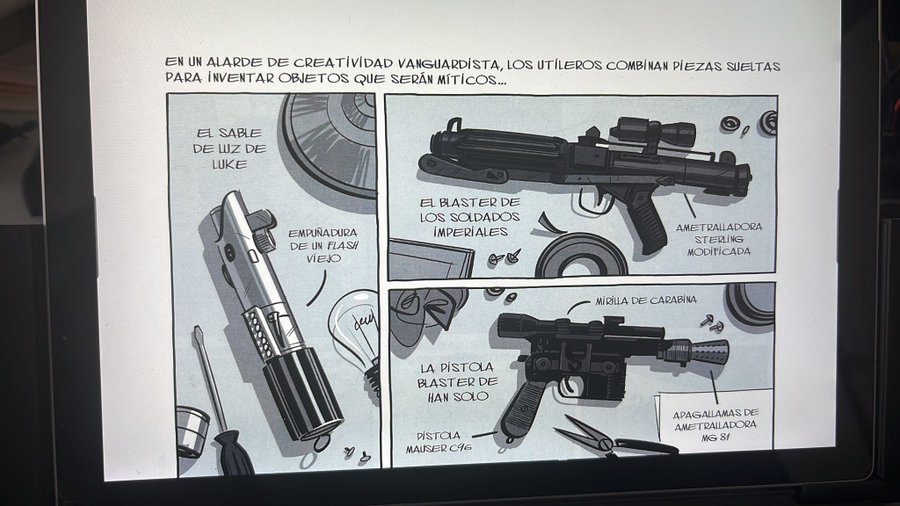 EN UN ALARDE DE CREATIVIDAD VANGUARDISTA, LOS UTILEROS COMBINAN PIEZAS SUELTAS
PARA INVENTAR OBJETOS QUE SERÁN MÍTICOS...
EL SABLE
DE LUZ DE
LUKE
EMPUÑADURA
DE UN FLASH
VIEJO
EL BLASTER DE
LOS SOLDADOS
IMPERIALES
AMETRALLADORA
STERLING
MODIFICADA
MIRILLA DE CARABINA
LA PISTOLA
BLASTER DE
HAN SOLO
PISTOLA
MAUSER C96
APAGALLAMAS DE
AMETRALLADORA
MG 81